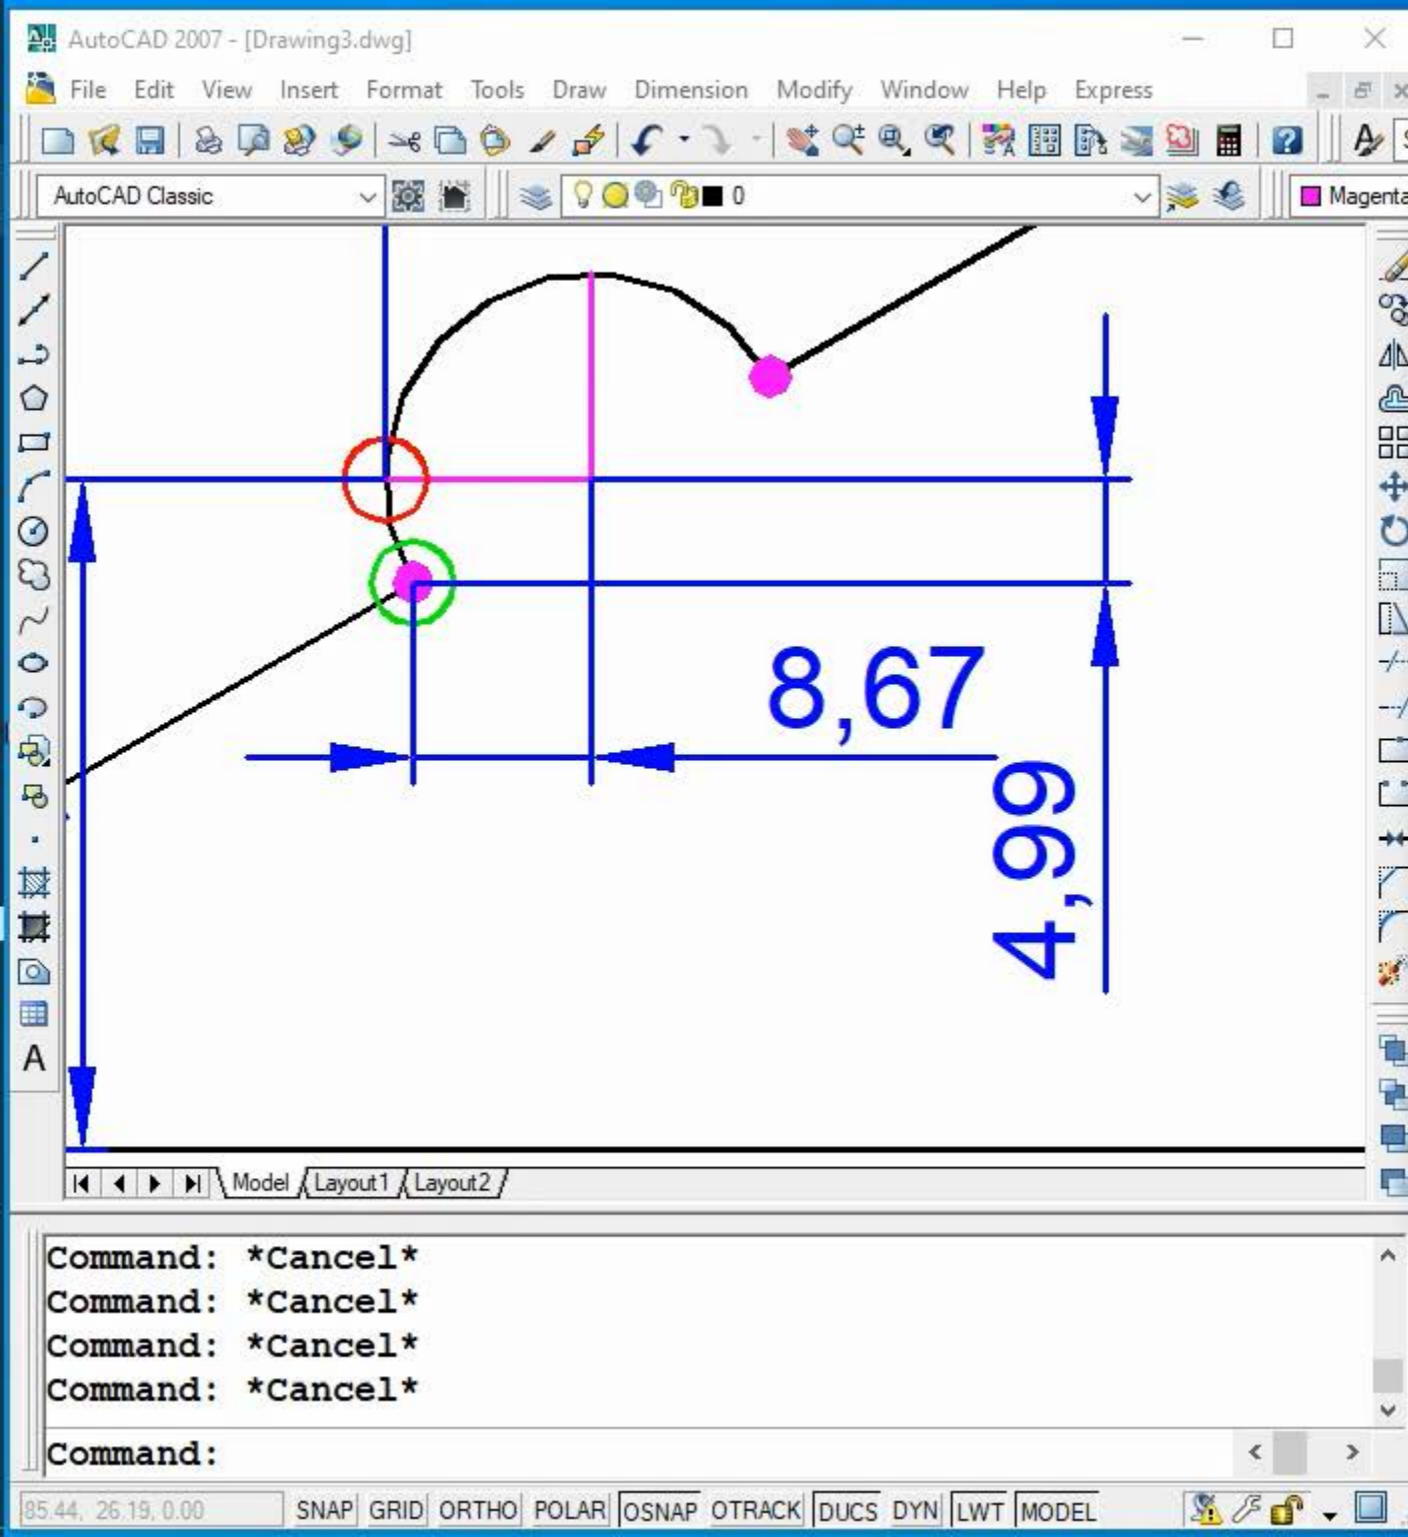 AutoCAD 2007 - [Drawing3.dwg]
File Edit View Insert Format Tools Draw Dimension Modify Window Help Express
AutoCAD Classic 0 Magenta
8,67
4,99
A
Model Layout1 Layout2
Command: *Cancel*
Command: *Cancel*
Command: *Cancel*
Command: *Cancel*
Command:
85.44, 26.19, 0.00 SNAP GRID ORTHO POLAR OSNAP OTRACK DUCS DYN LWT MODEL